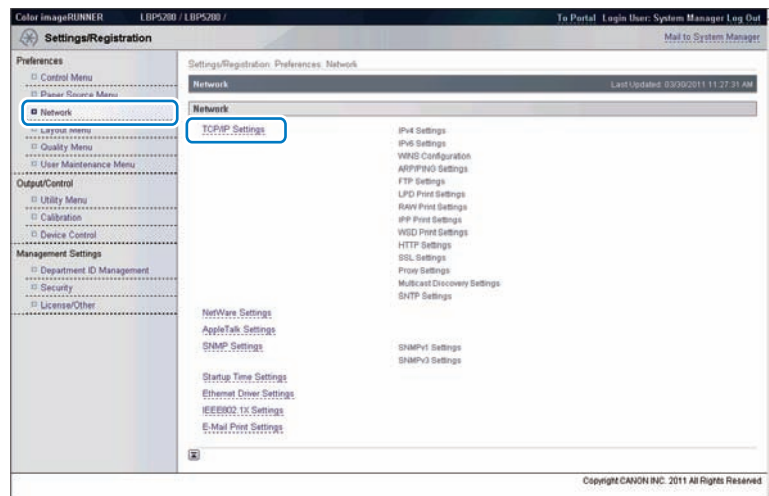 Color imageRUNNER LBP5280 / LBP5280 / To Portal Login User: System Manager Log Out
Settings/Registration Mail to System Manager
Preferences
Control Menu
Paper Source Menu
Network
Layout Menu
Quality Menu
User Maintenance Menu
Output/Control
Utility Menu
Calibration
Device Control
Management Settings
Department ID Management
Security
License/Other
Settings/Registration: Preferences: Network
Network Last Updated: 03/30/2011 11:27:31 AM
Network
TCP/IP Settings
IPv4 Settings
IPv6 Settings
WINS Configuration
ARP/PING Settings
FTP Settings
LPD Print Settings
RAW Print Settings
IPP Print Settings
WSD Print Settings
HTTP Settings
SSL Settings
Proxy Settings
Multicast Discovery Settings
SNTP Settings
NetWare Settings
AppleTalk Settings
SNMP Settings
SNMPv1 Settings
SNMPv3 Settings
Startup Time Settings
Ethernet Driver Settings
IEEE802.1X Settings
E-Mail Print Settings
Copyright CANON INC. 2011 All Rights Reserved